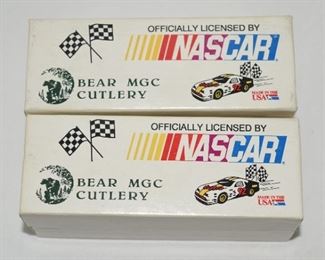 OFFICIALLY LICENSED BY
NASCAR
BEAR MGC
CUTLERY
MADE IN THE
USA
OFFICIALLY LICENSED BY
NASCAR
BEAR MGC
CUTLERY
MADE IN THE
USA